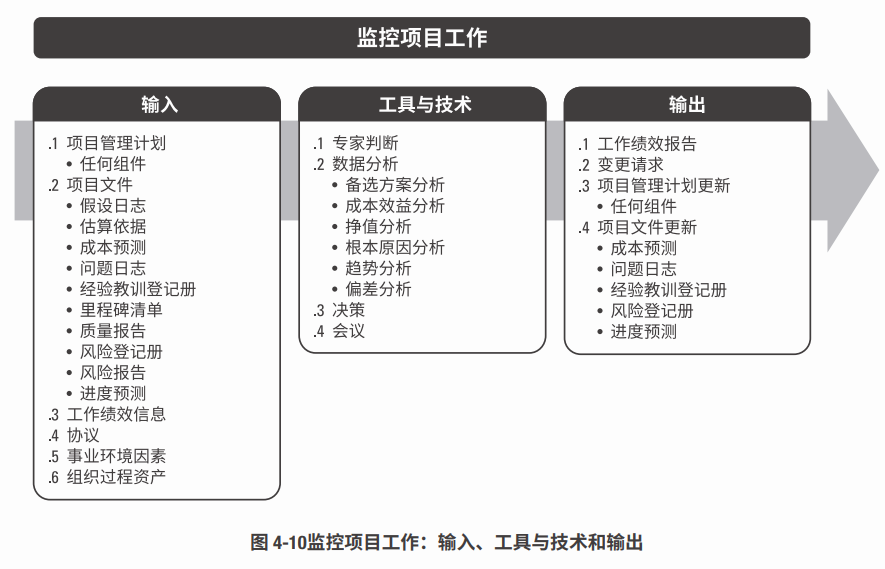 监控项目工作
输入
.1 项目管理计划
• 任何组件
.2 项目文件
• 假设日志
• 估算依据
• 成本预测
• 问题日志
• 经验教训登记册
• 里程碑清单
• 质量报告
• 风险登记册
• 风险报告
• 进度预测
.3 工作绩效信息
.4 协议
.5 事业环境因素
.6 组织过程资产
工具与技术
.1 专家判断
.2 数据分析
• 备选方案分析
• 成本效益分析
• 挣值分析
• 根本原因分析
• 趋势分析
• 偏差分析
.3 决策
.4 会议
输出
.1 工作绩效报告
.2 变更请求
.3 项目管理计划更新
• 任何组件
.4 项目文件更新
• 成本预测
• 问题日志
• 经验教训登记册
• 风险登记册
• 进度预测
图 4-10监控项目工作：输入、工具与技术和输出